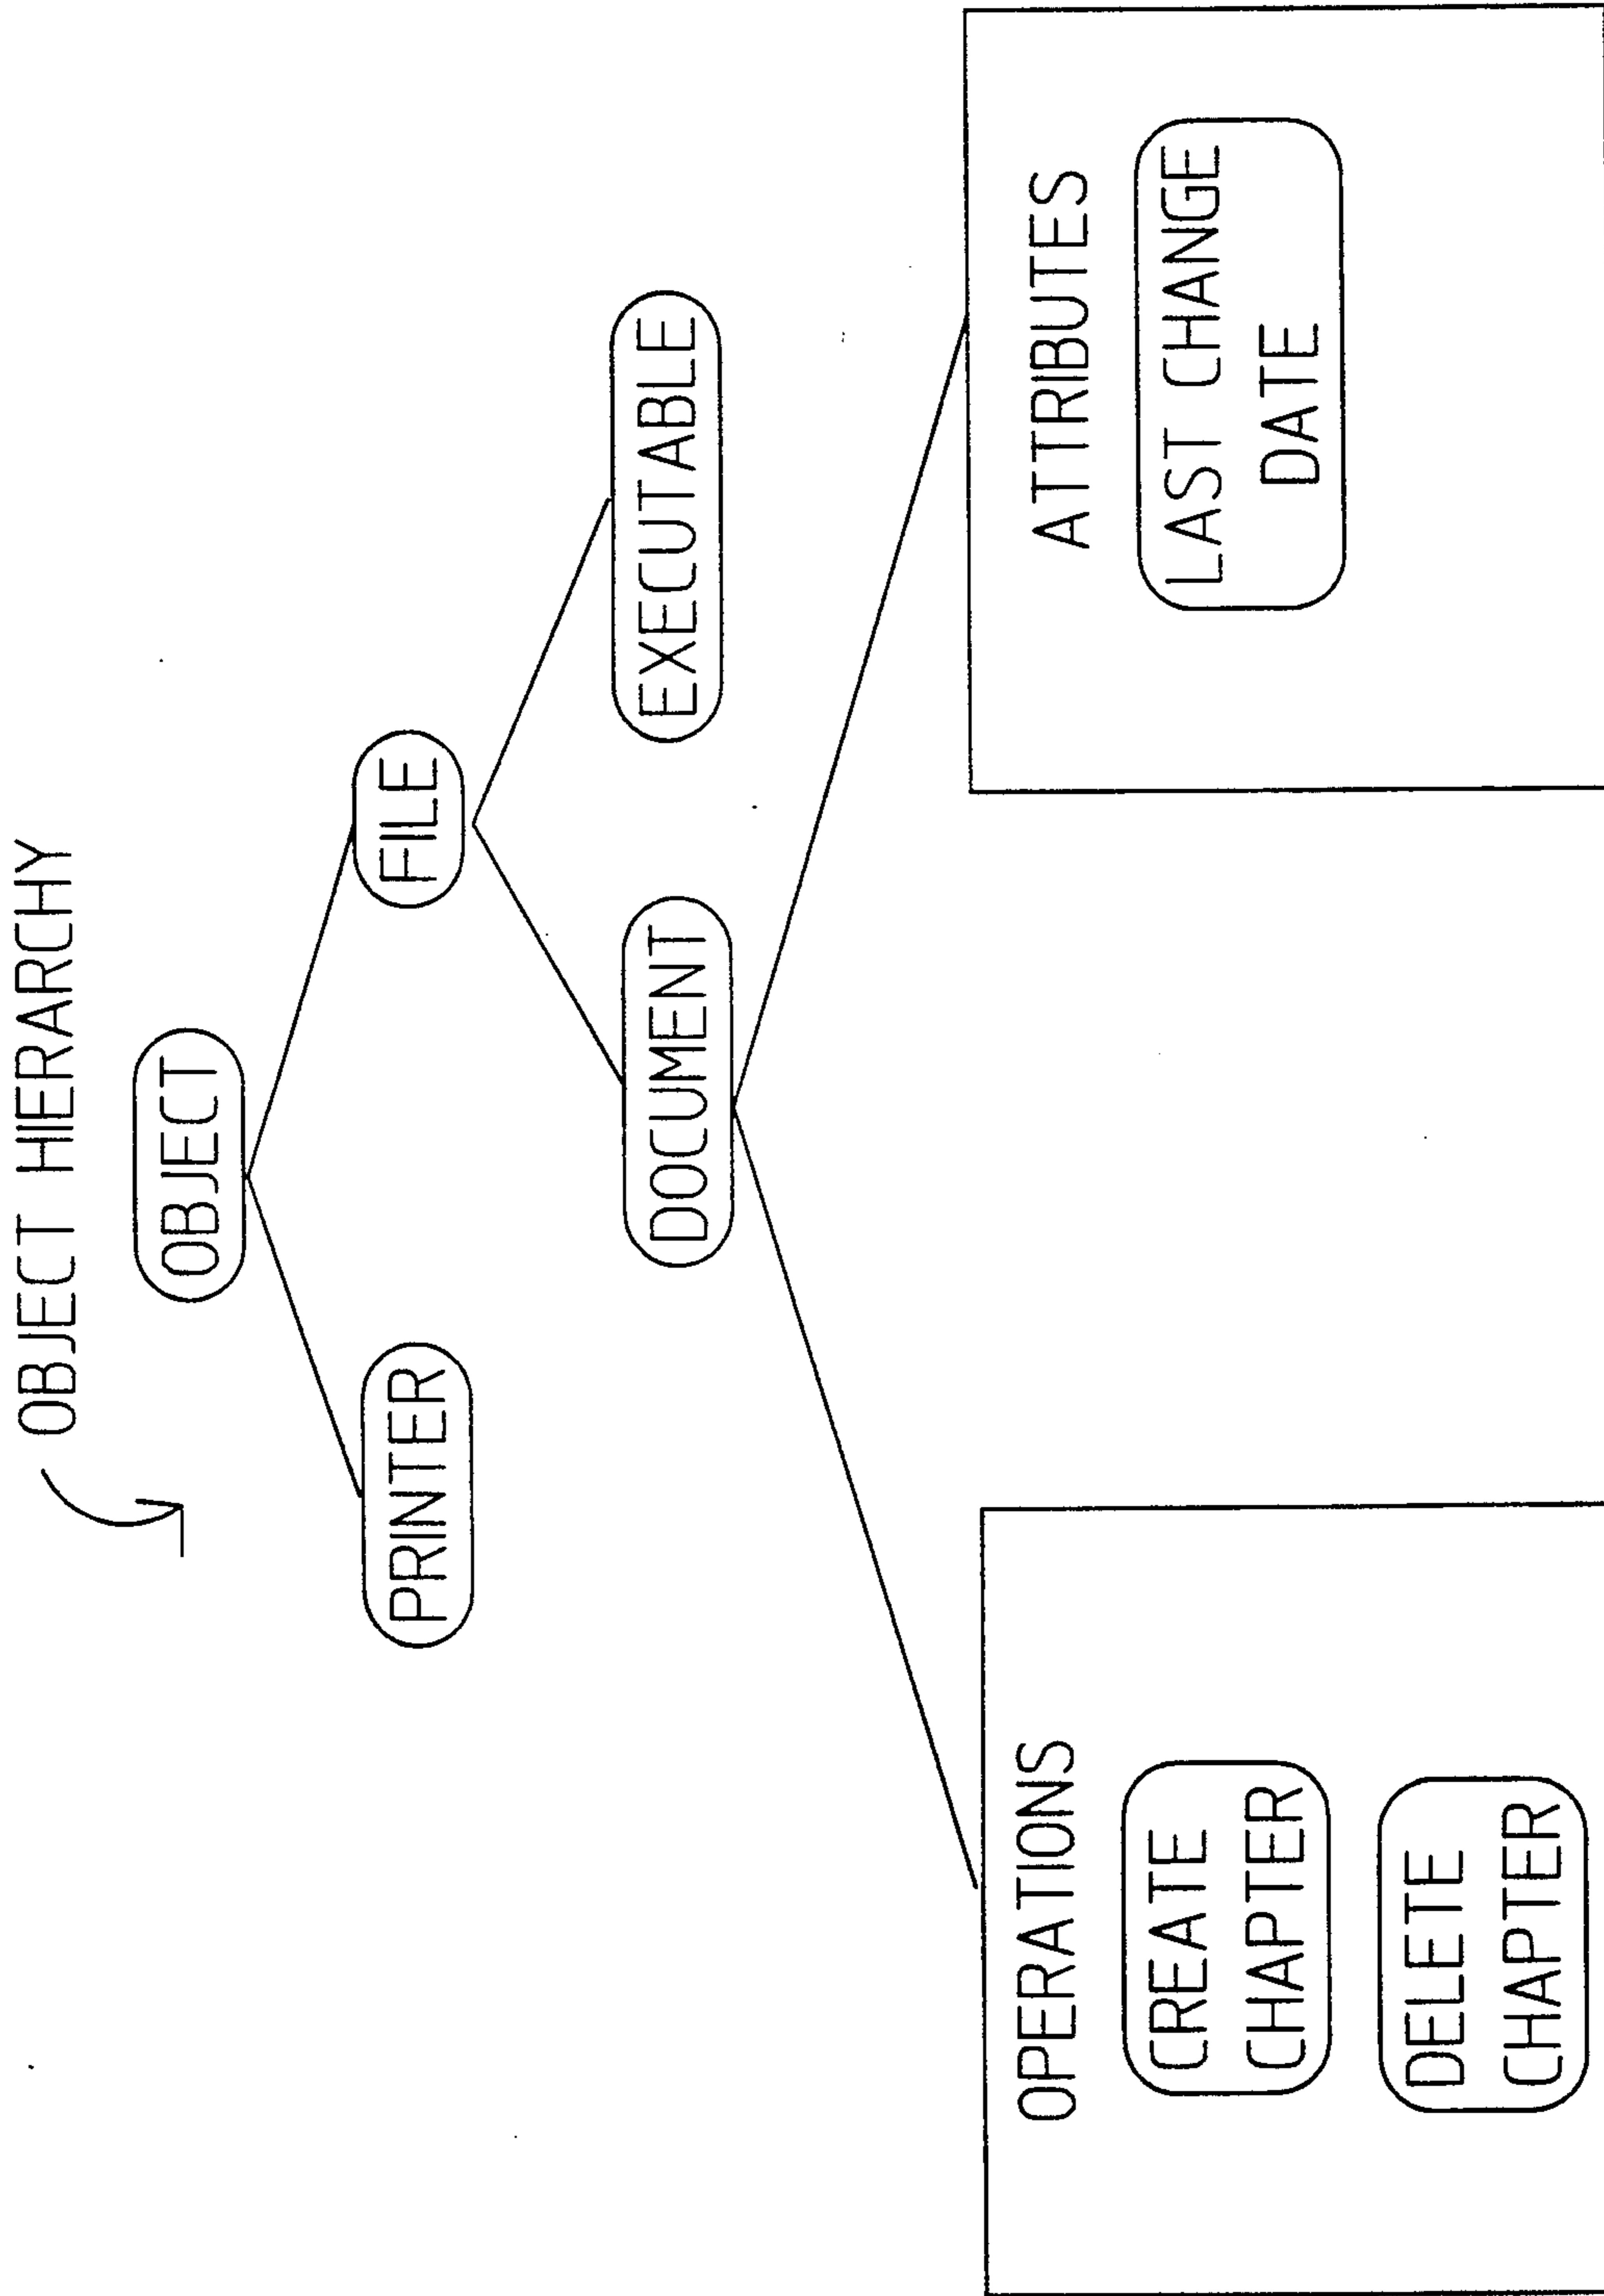 OBJECT HIERARCHY
OBJECT
PRINTER
FILE
DOCUMENT
EXECUTABLE
OPERATIONS
CREATE
CHAPTER
DELETE
CHAPTER
ATTRIBUTES
LAST CHANGE
DATE